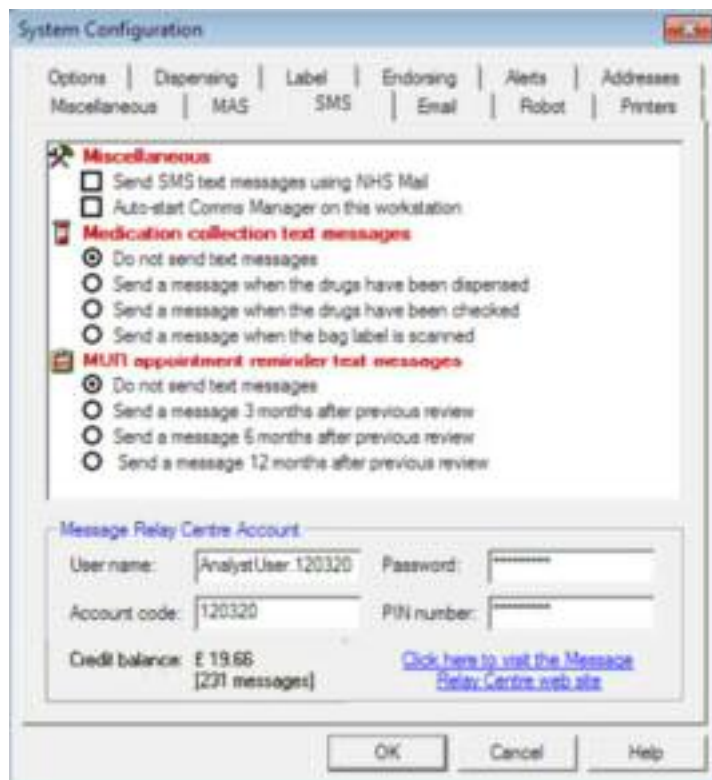 System Configuration
Options Dispensing Label Endorsing Alerts Addresses
Miscellaneous MAS SMS Email Robot Printers
Miscellaneous
Send SMS text messages using NHS Mail
Auto-start Comms Manager on this workstation
Medication collection text messages
Do not send text messages
Send a message when the drugs have been dispensed
Send a message when the drugs have been checked
Send a message when the bag label is scanned
MUR appointment reminder text messages
Do not send text messages
Send a message 3 months after previous review
Send a message 6 months after previous review
Send a message 12 months after previous review
Message Relay Centre Account
User name: AnalystUser.120320 Password: **********
Account code: 120320 PIN number: **********
Credit balance: £ 19.66
[231 messages]
Click here to visit the Message
Relay Centre web site
OK Cancel Help